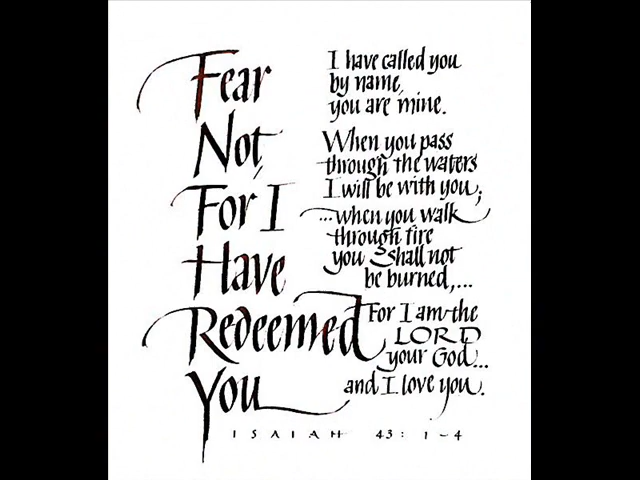 Fear
Not,
For I
Have
Redeemed
You
I have called you
by name,
you are mine.
When you pass
through the waters
I will be with you;
...when you walk
through fire
you shall not
be burned,...
For I am the
LORD
your God...
and I love you.
ISAIAH 43: 1-4